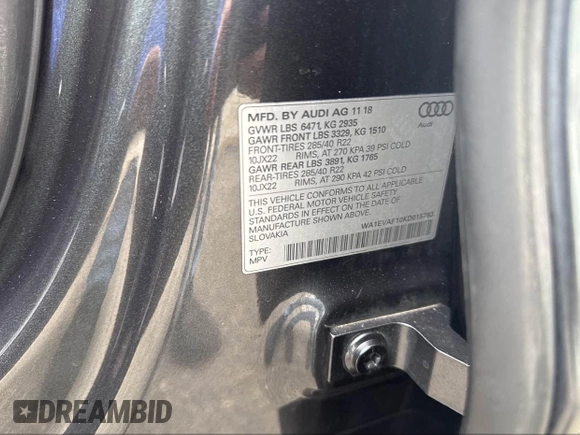 MFD. BY AUDI AG 11 18
GVWR LBS 6471, KG 2935
GAWR FRONT LBS 3329, KG 1510
FRONT-TIRES 285/40 R22
10JX22 RIMS, AT 270 KPA 39 PSI COLD
GAWR REAR LBS 3891, KG 1765
REAR-TIRES 285/40 R22
10JX22 RIMS, AT 290 KPA 42 PSI COLD
THIS VEHICLE CONFORMS TO ALL APPLICABLE
U.S. FEDERAL MOTOR VEHICLE SAFETY
STANDARDS IN EFFECT ON THE DATE OF
MANUFACTURE SHOWN ABOVE.
SLOVAKIA
WA1EVAF10KD015763
TYPE:
MPV
Audi
DREAMBID